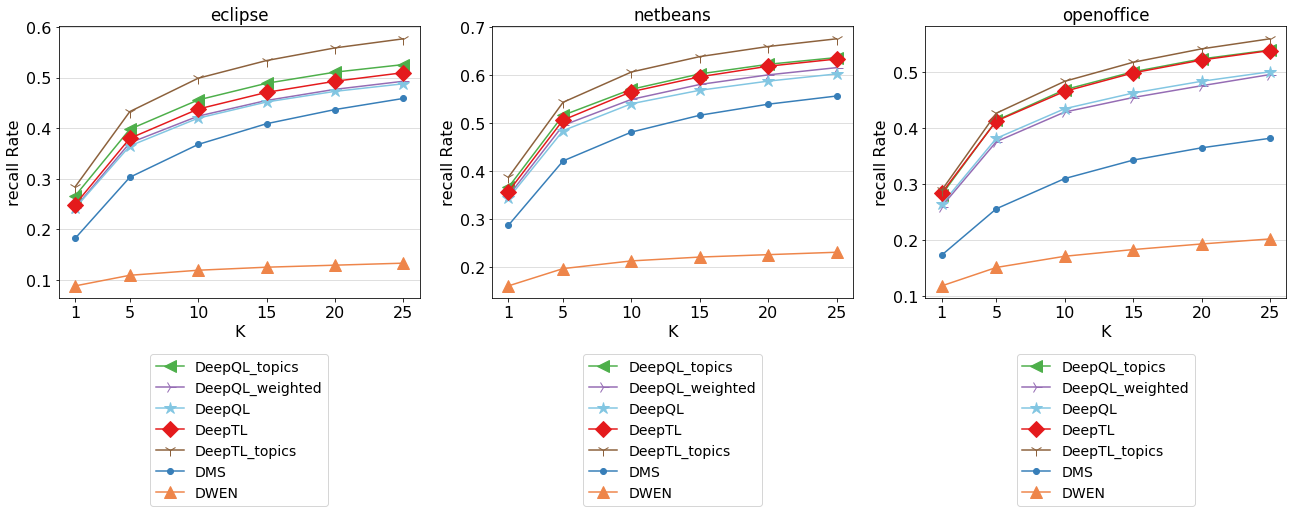 eclipse
recall Rate
0.6
0.5
0.4
0.3
0.2
0.1
1 5 10 15 20 25
K
DeepQL_topics
DeepQL_weighted
DeepQL
DeepTL
DeepTL_topics
DMS
DWEN
netbeans
recall Rate
0.7
0.6
0.5
0.4
0.3
0.2
1 5 10 15 20 25
K
DeepQL_topics
DeepQL_weighted
DeepQL
DeepTL
DeepTL_topics
DMS
DWEN
openoffice
recall Rate
0.5
0.4
0.3
0.2
0.1
1 5 10 15 20 25
K
DeepQL_topics
DeepQL_weighted
DeepQL
DeepTL
DeepTL_topics
DMS
DWEN